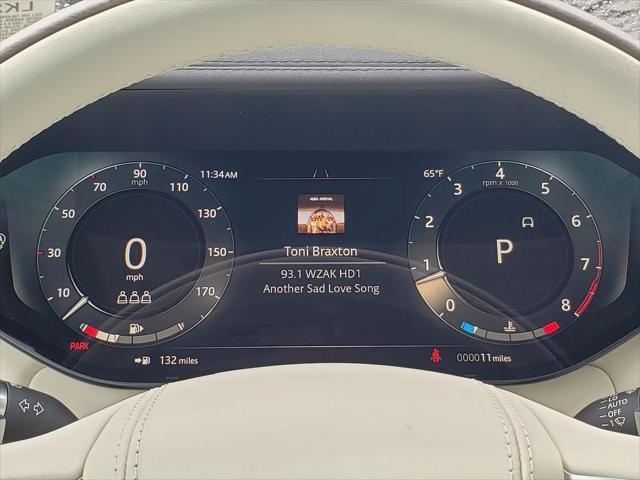 11:34AM
65°F
90
mph
70
110
50
130
30
150
10
170
0
mph
PARK
132 miles
Toni Braxton
93.1 WZAK HD1
Another Sad Love Song
4
rpm x 1000
3
5
2
6
1
7
0
8
P
000011 miles
AUTO
OFF
1